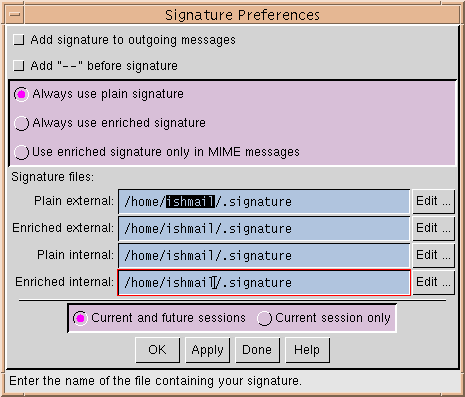 Signature Preferences
Add signature to outgoing messages
Add "--" before signature
Always use plain signature
Always use enriched signature
Use enriched signature only in MIME messages
Signature files:
Plain external: /home/ishmail/.signature Edit ...
Enriched external: /home/ishmail/.signature Edit ...
Plain internal: /home/ishmail/.signature Edit ...
Enriched internal: /home/ishmail/.signature Edit ...
Current and future sessions Current session only
OK Apply Done Help
Enter the name of the file containing your signature.